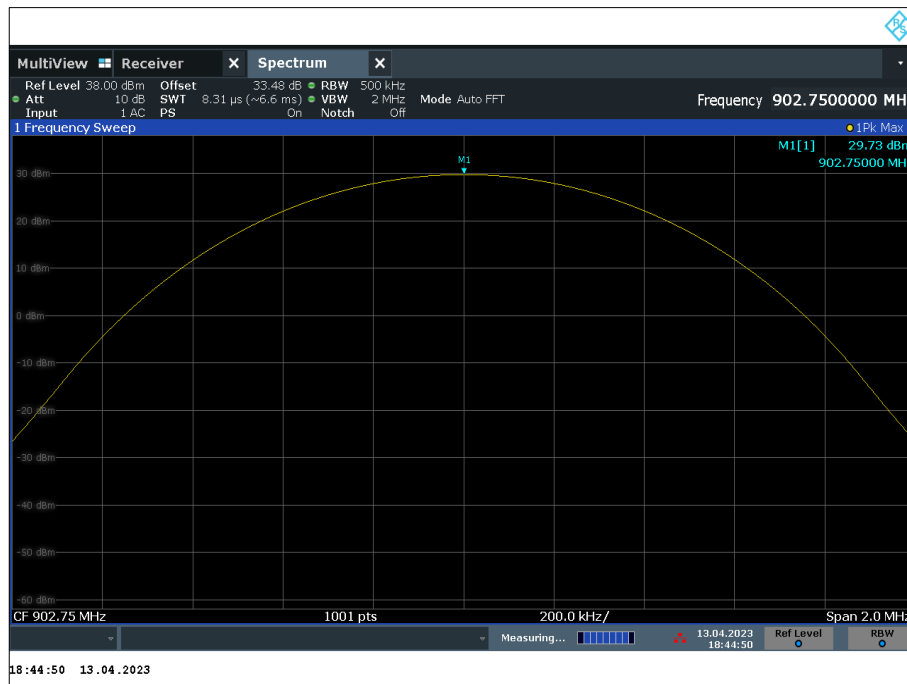 MultiView Receiver X Spectrum X
Ref Level 38.00 dBm Offset 33.48 dB RBW 500 kHz
Att 10 dB SWT 8.31 µs (~6.6 ms) VBW 2 MHz Mode Auto FFT Frequency 902.7500000 MH
Input 1 AC PS On Notch Off
1 Frequency Sweep 1Pk Max
M1[1] 29.73 dBm
902.75000 MH
M1
30 dBm
20 dBm
10 dBm
0 dBm
-10 dBm
-20 dBm
-30 dBm
-40 dBm
-50 dBm
-60 dBm
CF 902.75 MHz 1001 pts 200.0 kHz/ Span 2.0 MHz
Measuring... 13.04.2023 Ref Level RBW
18:44:50
18:44:50 13.04.2023